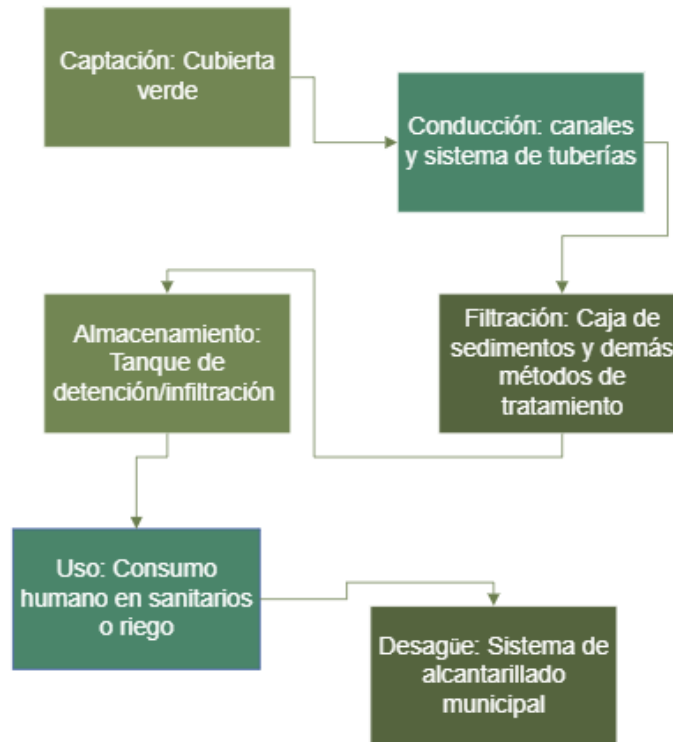 Captación: Cubierta
verde
Conducción: canales
y sistema de tuberías
Filtración: Caja de
sedimentos y demás
métodos de
tratamiento
Almacenamiento:
Tanque de
detención/infiltración
Uso: Consumo
humano en sanitarios
o riego
Desagüe: Sistema de
alcantarillado
municipal